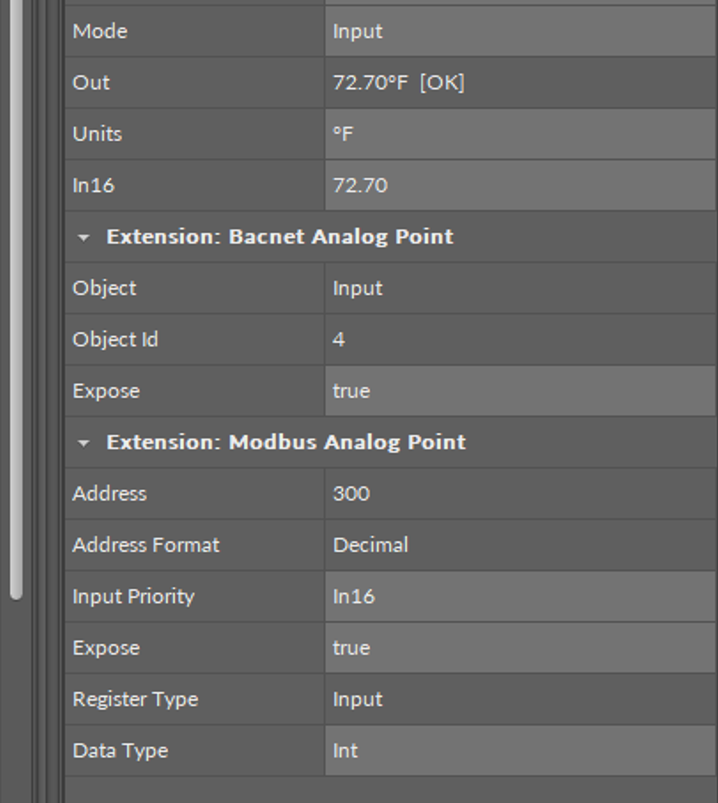 Mode Input
Out 72.70°F [OK]
Units °F
In16 72.70
Extension: Bacnet Analog Point
Object Input
Object Id 4
Expose true
Extension: Modbus Analog Point
Address 300
Address Format Decimal
Input Priority In16
Expose true
Register Type Input
Data Type Int